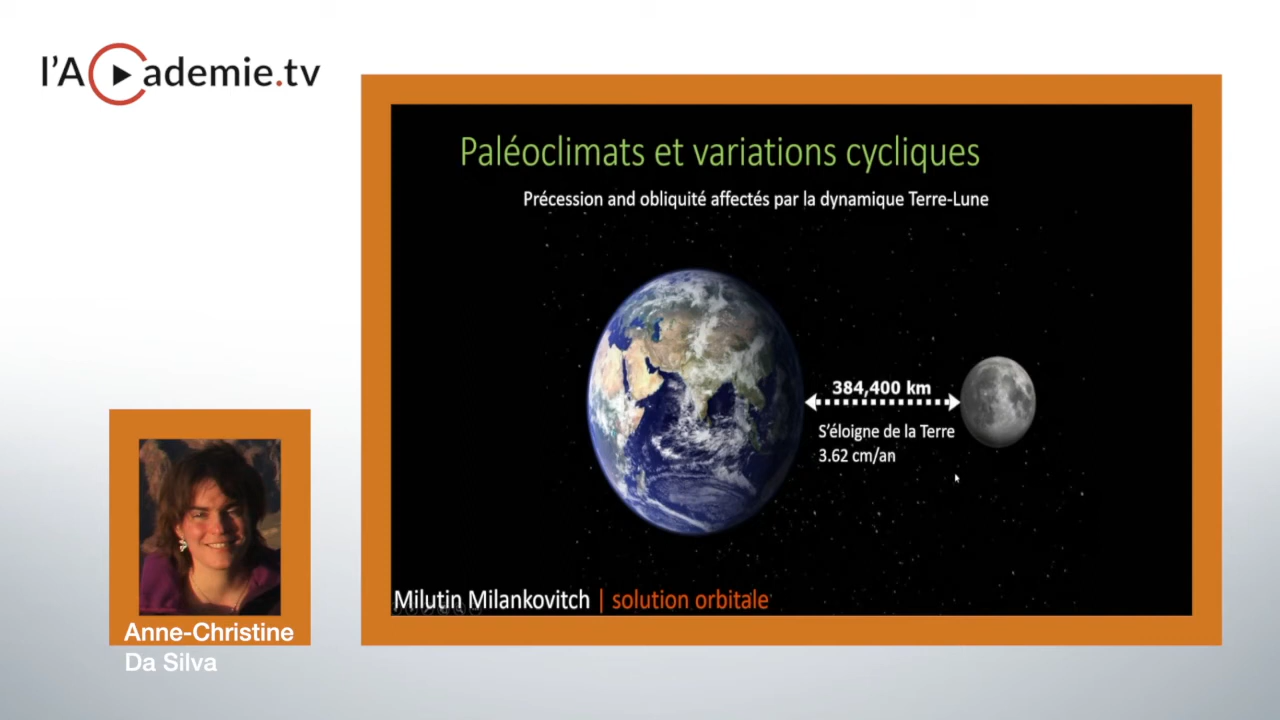 l'Academie.tv
Paléoclimats et variations cycliques
Précession and obliquité affectés par la dynamique Terre-Lune
384,400 km
S'éloigne de la Terre
3.62 cm/an
Milutin Milankovitch | solution orbitale
Anne-Christine
Da Silva